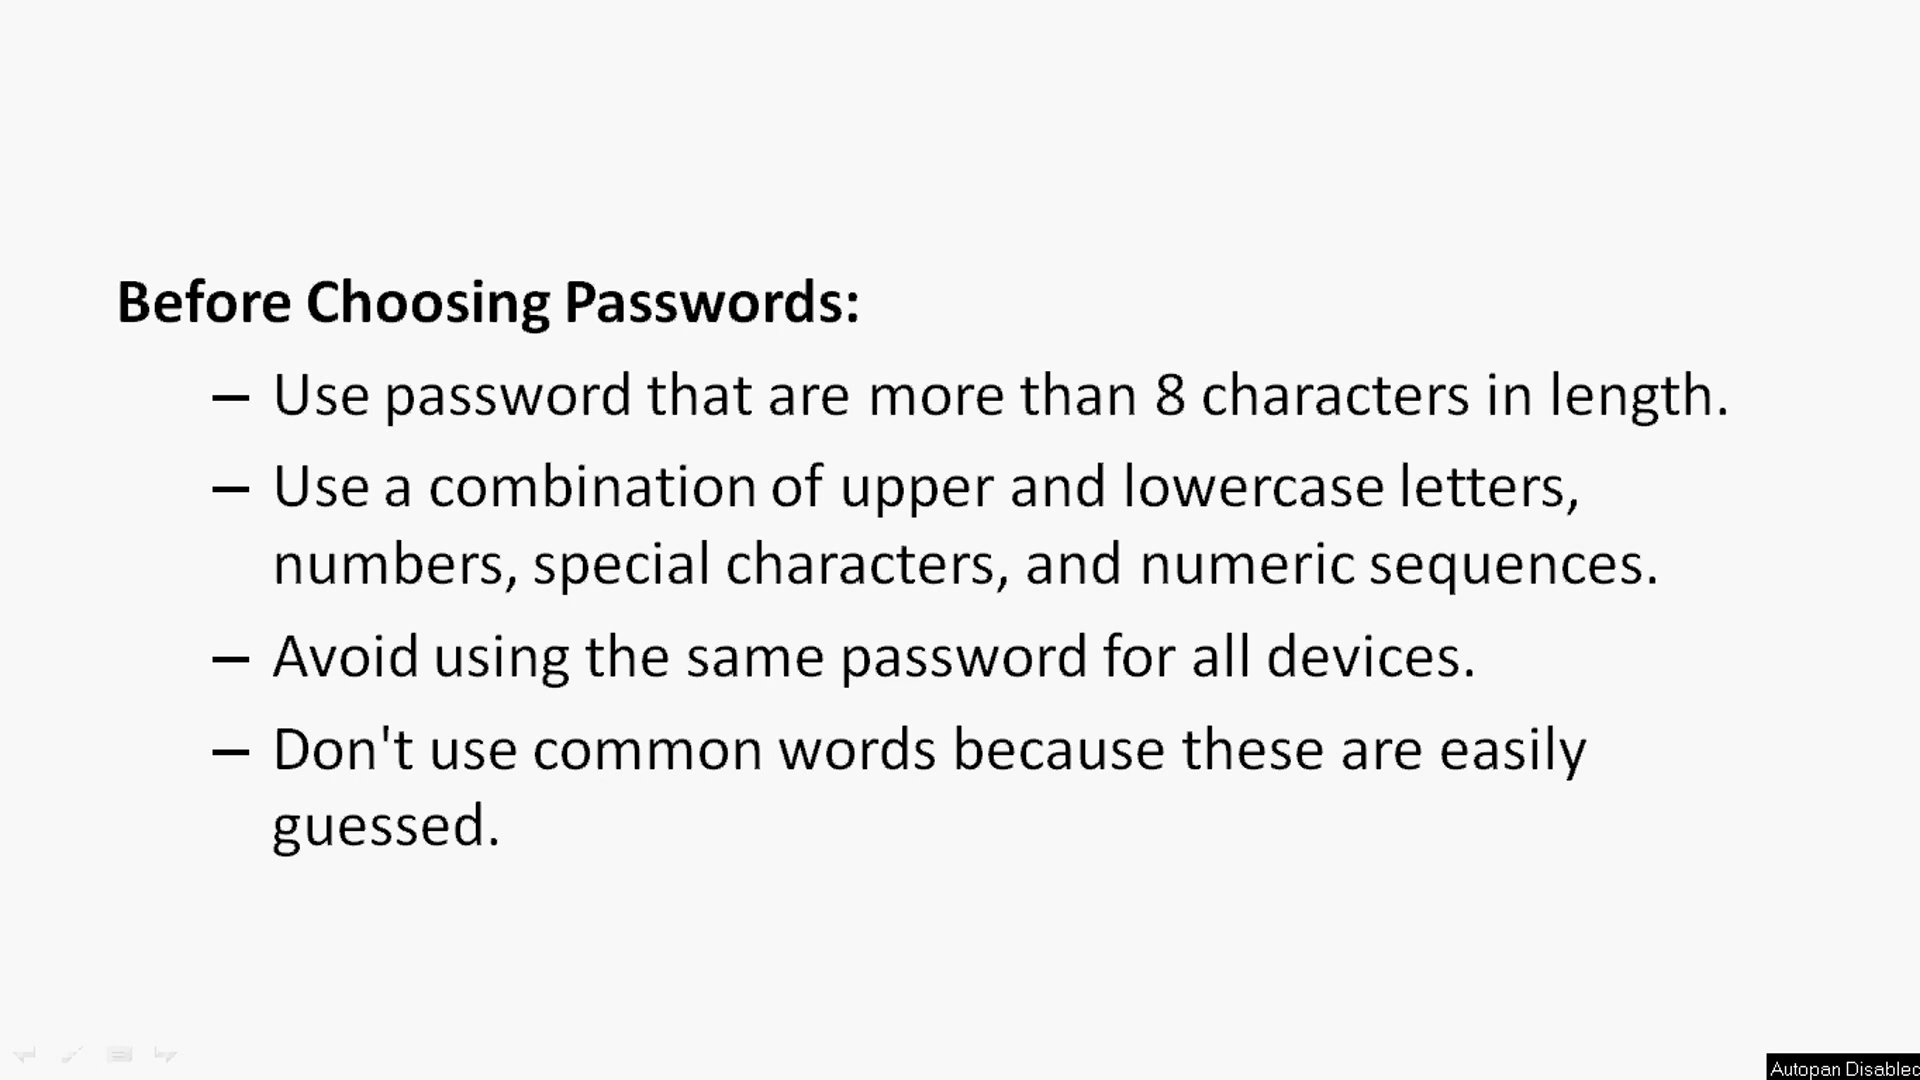 Before Choosing Passwords:
– Use password that are more than 8 characters in length.
– Use a combination of upper and lowercase letters,
numbers, special characters, and numeric sequences.
– Avoid using the same password for all devices.
– Don't use common words because these are easily
guessed.
Autopan Disabled